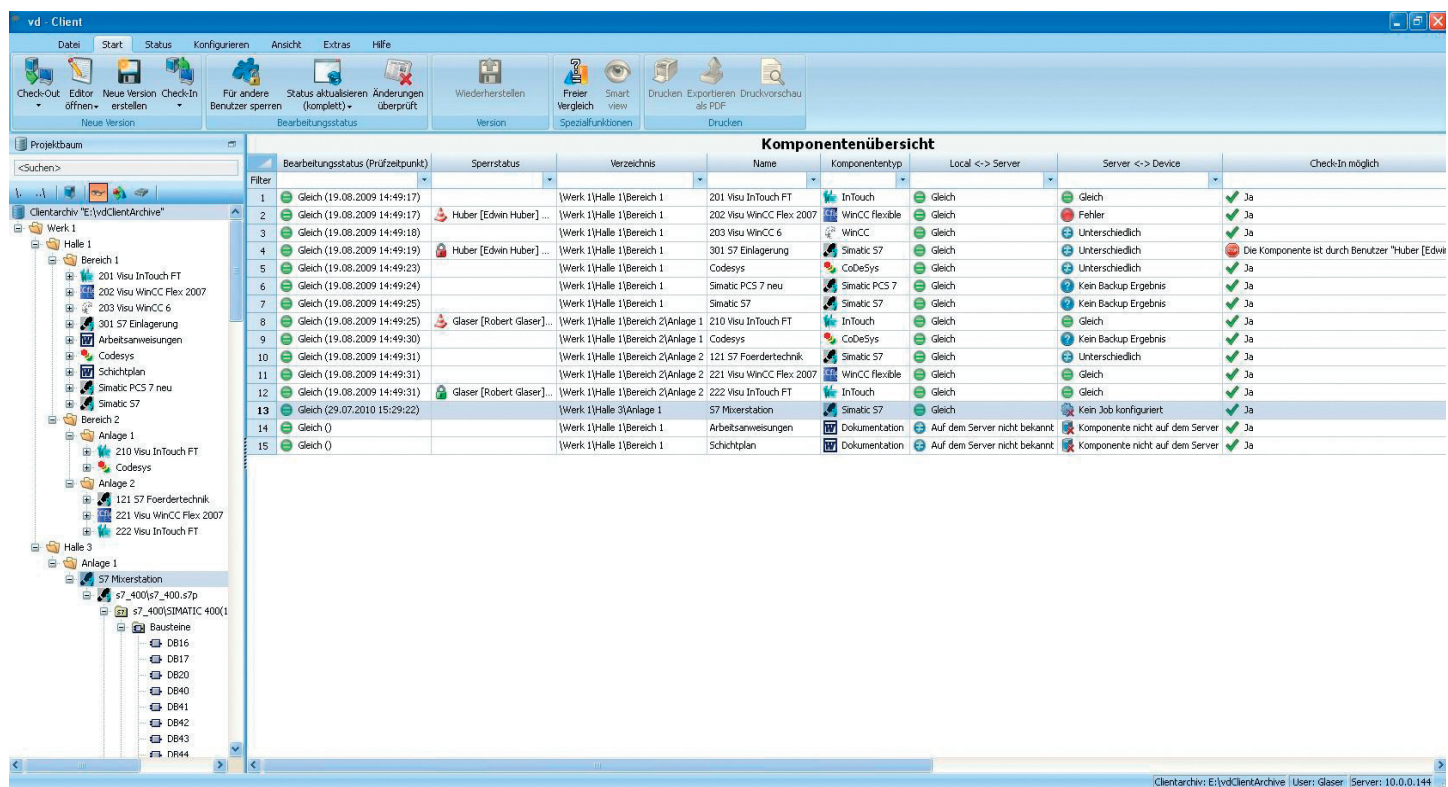 vd - Client
Datei Start Status Konfigurieren Ansicht Extras Hilfe
Check-Out Editor öffnen Neue Version erstellen Check-In Für andere Benutzer sperren Status aktualisieren (komplett) Änderungen überprüft Wiederherstellen Freier Vergleich Smart view Drucken Exportieren als PDF Druckvorschau
Neue Version Bearbeitungsstatus Version Spezialfunktionen Drucken
Projektbaum
<Suchen>
\. ..\
Clientarchiv "E:\vdClientArchive"
Werk 1
Halle 1
Bereich 1
201 Visu InTouch FT
202 Visu WinCC Flex 2007
203 Visu WinCC 6
301 S7 Einlagerung
Arbeitsanweisungen
Codesys
Schichtplan
Simatic PCS 7 neu
Simatic S7
Bereich 2
Anlage 1
210 Visu InTouch FT
Codesys
Anlage 2
121 S7 Foerdertechnik
221 Visu WinCC Flex 2007
222 Visu InTouch FT
Halle 3
Anlage 1
S7 Mixerstation
s7_400\s7_400.s7p
s7_400\SIMATIC 400(1
Bausteine
DB16
DB17
DB20
DB40
DB41
DB42
DB43
DB44
Komponentenübersicht
Bearbeitungsstatus (Prüfzeitpunkt) Sperrstatus Verzeichnis Name Komponententyp Local <-> Server Server <-> Device Check-In möglich
Filter
1 Gleich (19.08.2009 14:49:17) \Werk 1\Halle 1\Bereich 1 201 Visu InTouch FT InTouch Gleich Gleich Ja
2 Gleich (19.08.2009 14:49:17) Huber [Edwin Huber] ... \Werk 1\Halle 1\Bereich 1 202 Visu WinCC Flex 2007 WinCC flexible Gleich Fehler Ja
3 Gleich (19.08.2009 14:49:18) \Werk 1\Halle 1\Bereich 1 203 Visu WinCC 6 WinCC Gleich Unterschiedlich Ja
4 Gleich (19.08.2009 14:49:19) Huber [Edwin Huber] ... \Werk 1\Halle 1\Bereich 1 301 S7 Einlagerung Simatic S7 Gleich Unterschiedlich Die Komponente ist durch Benutzer "Huber [Edwi
5 Gleich (19.08.2009 14:49:23) \Werk 1\Halle 1\Bereich 1 Codesys CoDeSys Gleich Unterschiedlich Ja
6 Gleich (19.08.2009 14:49:24) \Werk 1\Halle 1\Bereich 1 Simatic PCS 7 neu Simatic PCS 7 Gleich Kein Backup Ergebnis Ja
7 Gleich (19.08.2009 14:49:25) \Werk 1\Halle 1\Bereich 1 Simatic S7 Simatic S7 Gleich Kein Backup Ergebnis Ja
8 Gleich (19.08.2009 14:49:25) Glaser [Robert Glaser]... \Werk 1\Halle 1\Bereich 2\Anlage 1 210 Visu InTouch FT InTouch Gleich Gleich Ja
9 Gleich (19.08.2009 14:49:30) \Werk 1\Halle 1\Bereich 2\Anlage 1 Codesys CoDeSys Gleich Kein Backup Ergebnis Ja
10 Gleich (19.08.2009 14:49:31) \Werk 1\Halle 1\Bereich 2\Anlage 2 121 S7 Foerdertechnik Simatic S7 Gleich Unterschiedlich Ja
11 Gleich (19.08.2009 14:49:31) \Werk 1\Halle 1\Bereich 2\Anlage 2 221 Visu WinCC Flex 2007 WinCC flexible Gleich Gleich Ja
12 Gleich (19.08.2009 14:49:31) Glaser [Robert Glaser]... \Werk 1\Halle 1\Bereich 2\Anlage 2 222 Visu InTouch FT InTouch Gleich Gleich Ja
13 Gleich (29.07.2010 15:29:22) \Werk 1\Halle 3\Anlage 1 S7 Mixerstation Simatic S7 Gleich Kein Job konfiguriert Ja
14 Gleich () \Werk 1\Halle 1\Bereich 1 Arbeitsanweisungen Dokumentation Auf dem Server nicht bekannt Komponente nicht auf dem Server Ja
15 Gleich () \Werk 1\Halle 1\Bereich 1 Schichtplan Dokumentation Auf dem Server nicht bekannt Komponente nicht auf dem Server Ja
Clientarchiv: E:\vdClientArchive User: Glaser Server: 10.0.0.144